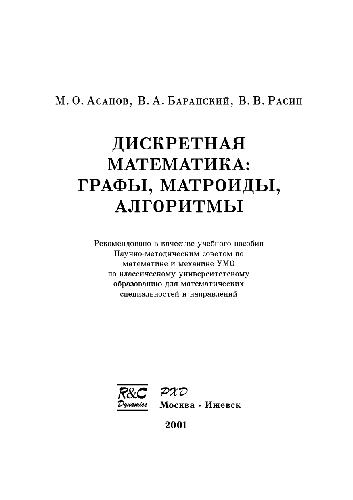 М. О. Асанов, В. А. Баранский, В. В. Расин
ДИСКРЕТНАЯ
МАТЕМАТИКА:
ГРАФЫ, МАТРОИДЫ,
АЛГОРИТМЫ
Рекомендовано в качестве учебного пособия
Научно-методическим советом по
математике и механике УМО
по классическому университетскому
образованию для математических
специальностей и направлений
R&C
Dynamics
РХД
Москва · Ижевск
2001